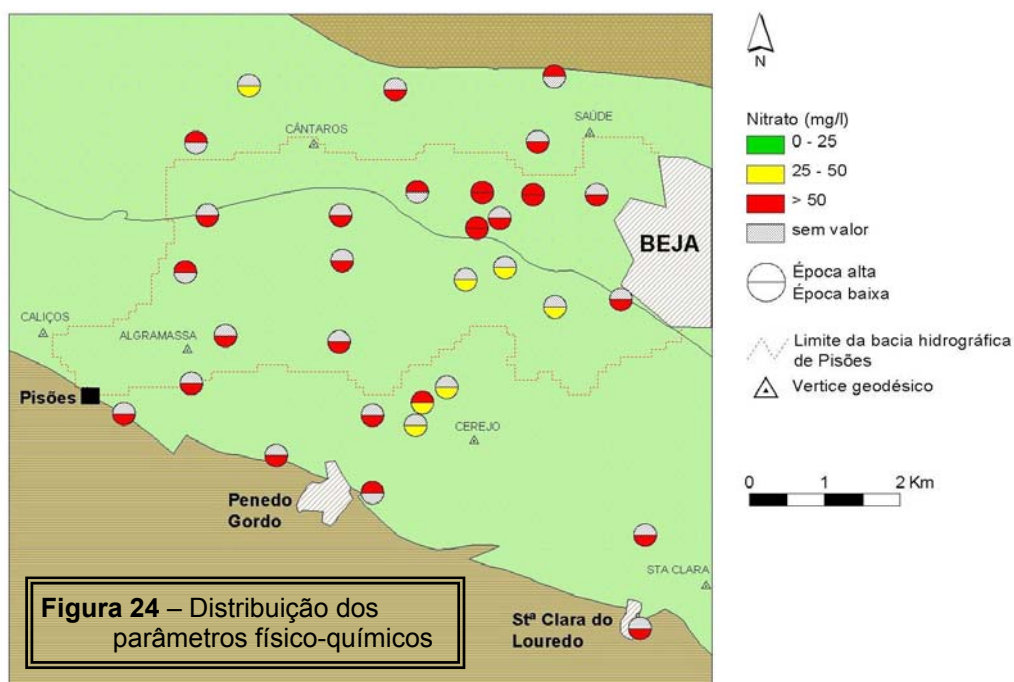 CÂNTAROS
SAÚDE
BEJA
CALIÇOS
ALGRAMASSA
Pisões
CEREJO
Penedo
Gordo
STA CLARA
Stª Clara do
Louredo
Figura 24 – Distribuição dos
parâmetros físico-químicos
N
Nitrato (mg/l)
0 - 25
25 - 50
> 50
sem valor
Época alta
Época baixa
Limite da bacia hidrográfica
de Pisões
Vertice geodésico
0 1 2 Km